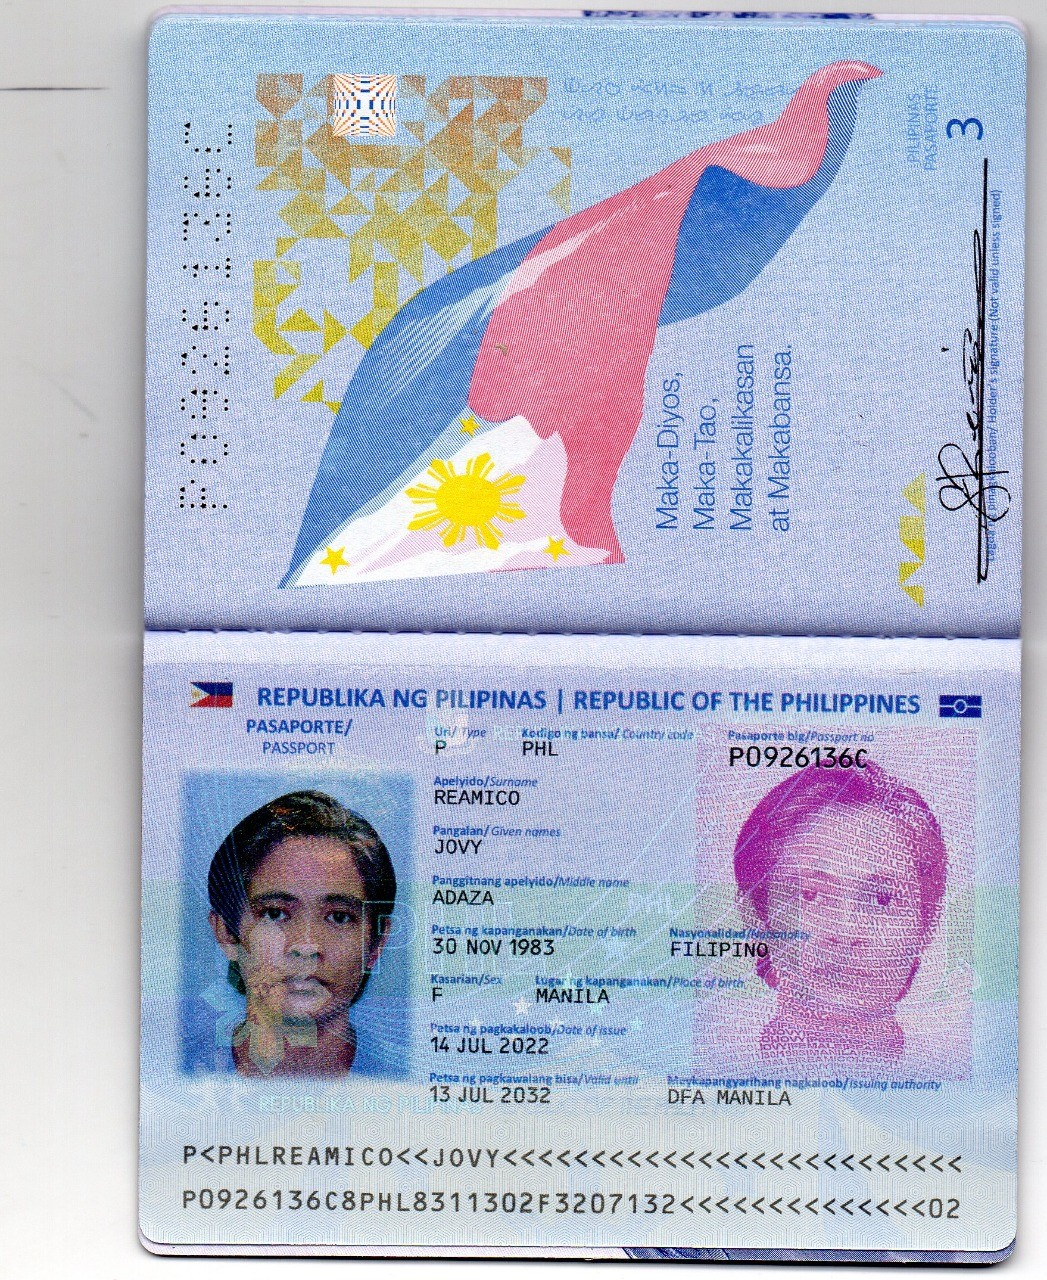 PILIPINAS
PASAPORTE
3
Maka-Diyos,
Maka-Tao,
Makakalikasan
at Makabansa.
Holder's signature (Not valid unless signed)
REPUBLIKA NG PILIPINAS | REPUBLIC OF THE PHILIPPINES
PASAPORTE/
PASSPORT
Uri/ Type Kodigo ng bansa/ Country code Pasaporte blg/Passport no
P PHL P0926136C
Apelyido/Surname
REAMICO
Pangalan/Given names
JOVY
Panggitnang apelyido/Middle name
ADAZA
Petsa ng kapanganakan/Date of birth Nasyonalidad/Nationality
30 NOV 1983 FILIPINO
Kasarian/Sex Lugar ng kapanganakan/Place of birth
F MANILA
Petsa ng pagkakaloob/Date of issue
14 JUL 2022
Petsa ng pagkawalang bisa/Valid until Maykapangyarihang nagkaloob/Issuing authority
13 JUL 2032 DFA MANILA
REPUBLIKA NG PILIPINAS
P<PHLREAMICO<<JOVY<<<<<<<<<<<<<<<<<<<<<<<<<<
P0926136C8PHL8311302F3207132<<<<<<<<<<<<<<02